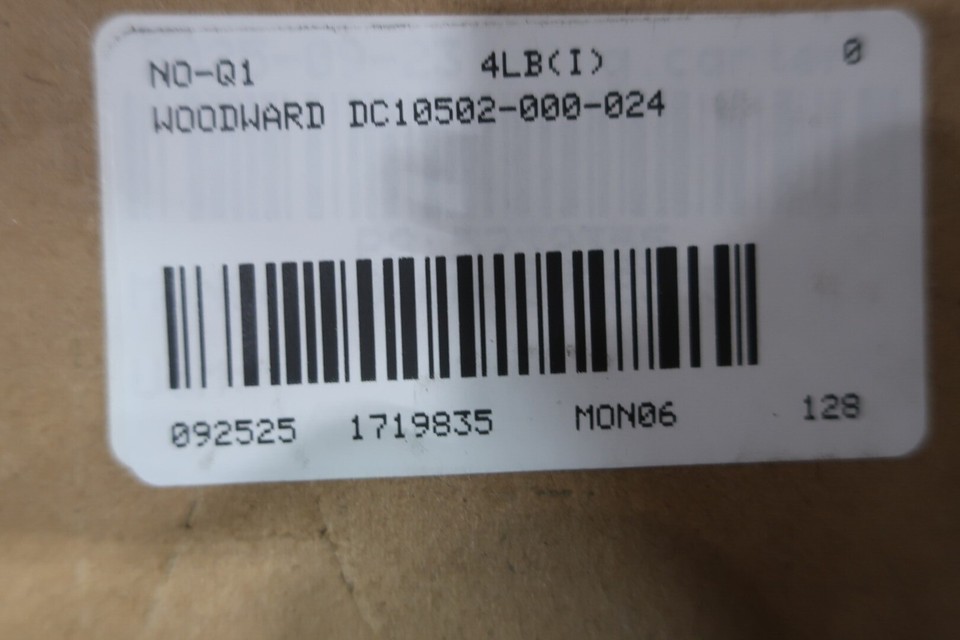 NO-Q1 4LB(I) 0
WOODWARD DC10502-000-024
092525 1719835 MON06 128